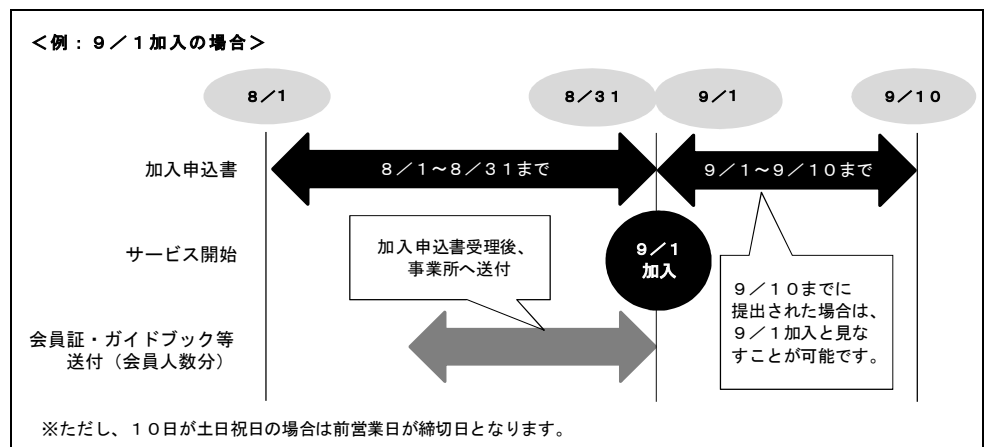 ＜例：９／１加入の場合＞
８／１
８／３１
９／１
９／１０
加入申込書
８／１～８／３１まで
９／１～９／１０まで
サービス開始
加入申込書受理後、
事業所へ送付
９／１
加入
９／１０までに
提出された場合は、
９／１加入と見な
すことが可能です。
会員証・ガイドブック等
送付（会員人数分）
※ただし、１０日が土日祝日の場合は前営業日が締切日となります。